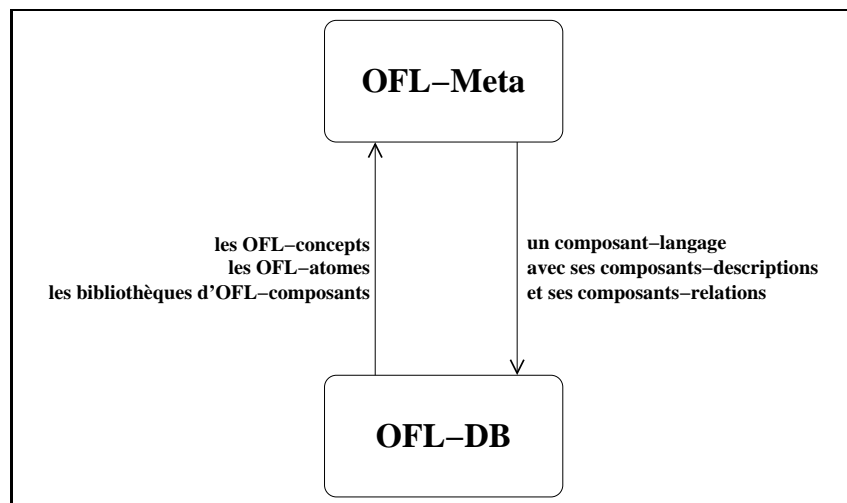 OFL−Meta
les OFL−concepts
les OFL−atomes
les bibliothèques d'OFL−composants
un composant−langage
avec ses composants−descriptions
et ses composants−relations
OFL−DB